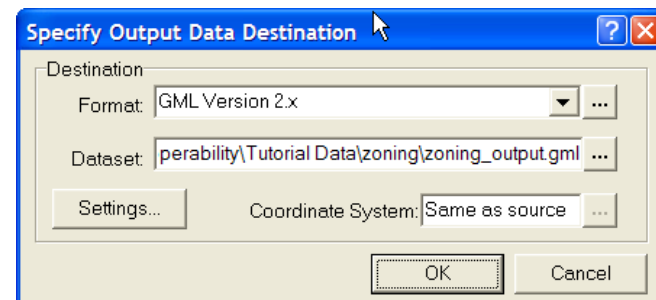 Specify Output Data Destination
Destination
Format: GML Version 2.x ...
Dataset: perability\Tutorial Data\zoning\zoning_output.gml ...
Settings... Coordinate System: Same as source ...
OK Cancel